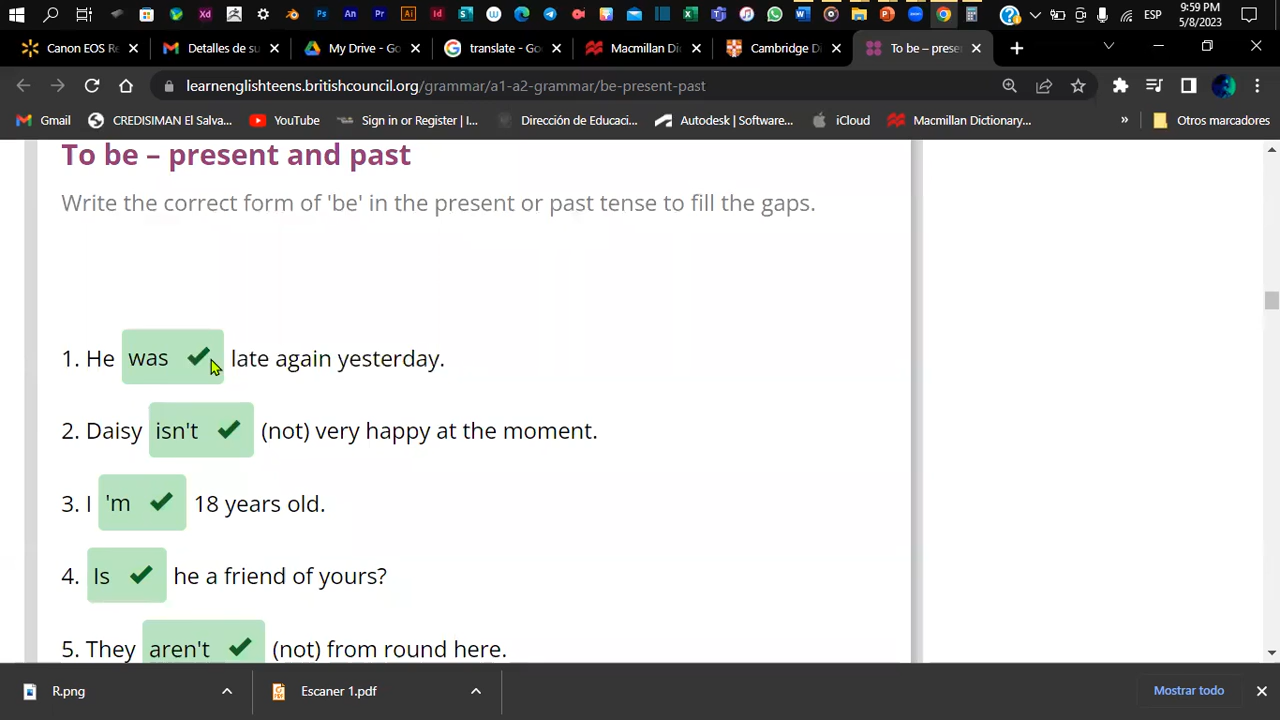 9:59 PM
ESP
5/8/2023
Canon EOS Re
Detalles de su
My Drive - Go
translate - Goo
Macmillan Dic
Cambridge Di
To be – prese
learnenglishteens.britishcouncil.org/grammar/a1-a2-grammar/be-present-past
Gmail
CREDISIMAN El Salva...
YouTube
Sign in or Register | I...
Dirección de Educaci...
Autodesk | Software...
iCloud
Macmillan Dictionary...
»
Otros marcadores
To be – present and past
Write the correct form of 'be' in the present or past tense to fill the gaps.
1. He was late again yesterday.
2. Daisy isn't (not) very happy at the moment.
3. I 'm 18 years old.
4. Is he a friend of yours?
5. They aren't (not) from round here.
R.png
Escaner 1.pdf
Mostrar todo